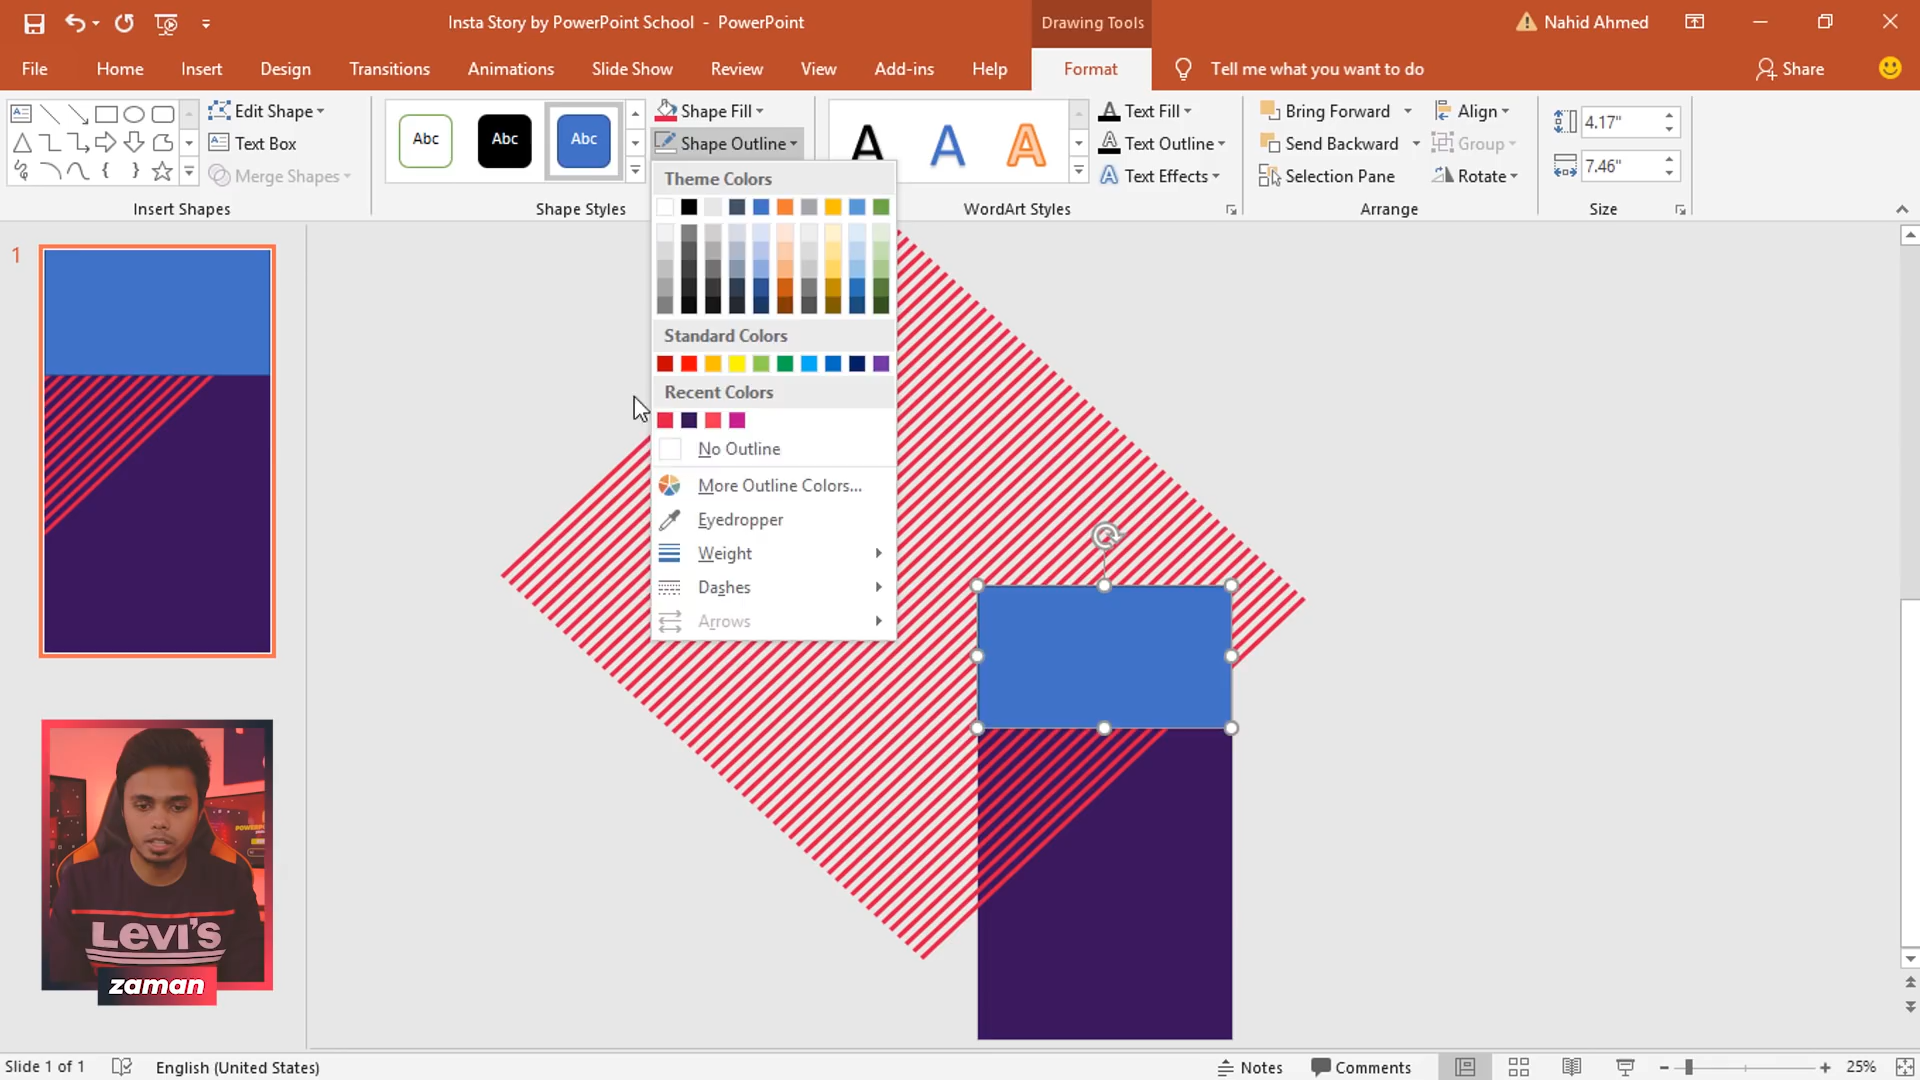 Insta Story by PowerPoint School - PowerPoint
Drawing Tools
Nahid Ahmed
File
Home
Insert
Design
Transitions
Animations
Slide Show
Review
View
Add-ins
Help
Format
Tell me what you want to do
Share
Edit Shape
Text Box
Merge Shapes
Insert Shapes
Abc
Abc
Abc
Shape Styles
Shape Fill
Shape Outline
A
A
A
WordArt Styles
Text Fill
Text Outline
Text Effects
Bring Forward
Send Backward
Selection Pane
Align
Group
Rotate
Arrange
4.17"
7.46"
Size
Theme Colors
Standard Colors
Recent Colors
No Outline
More Outline Colors...
Eyedropper
Weight
Dashes
Arrows
1
Levi's
zaman
Slide 1 of 1
English (United States)
Notes
Comments
25%